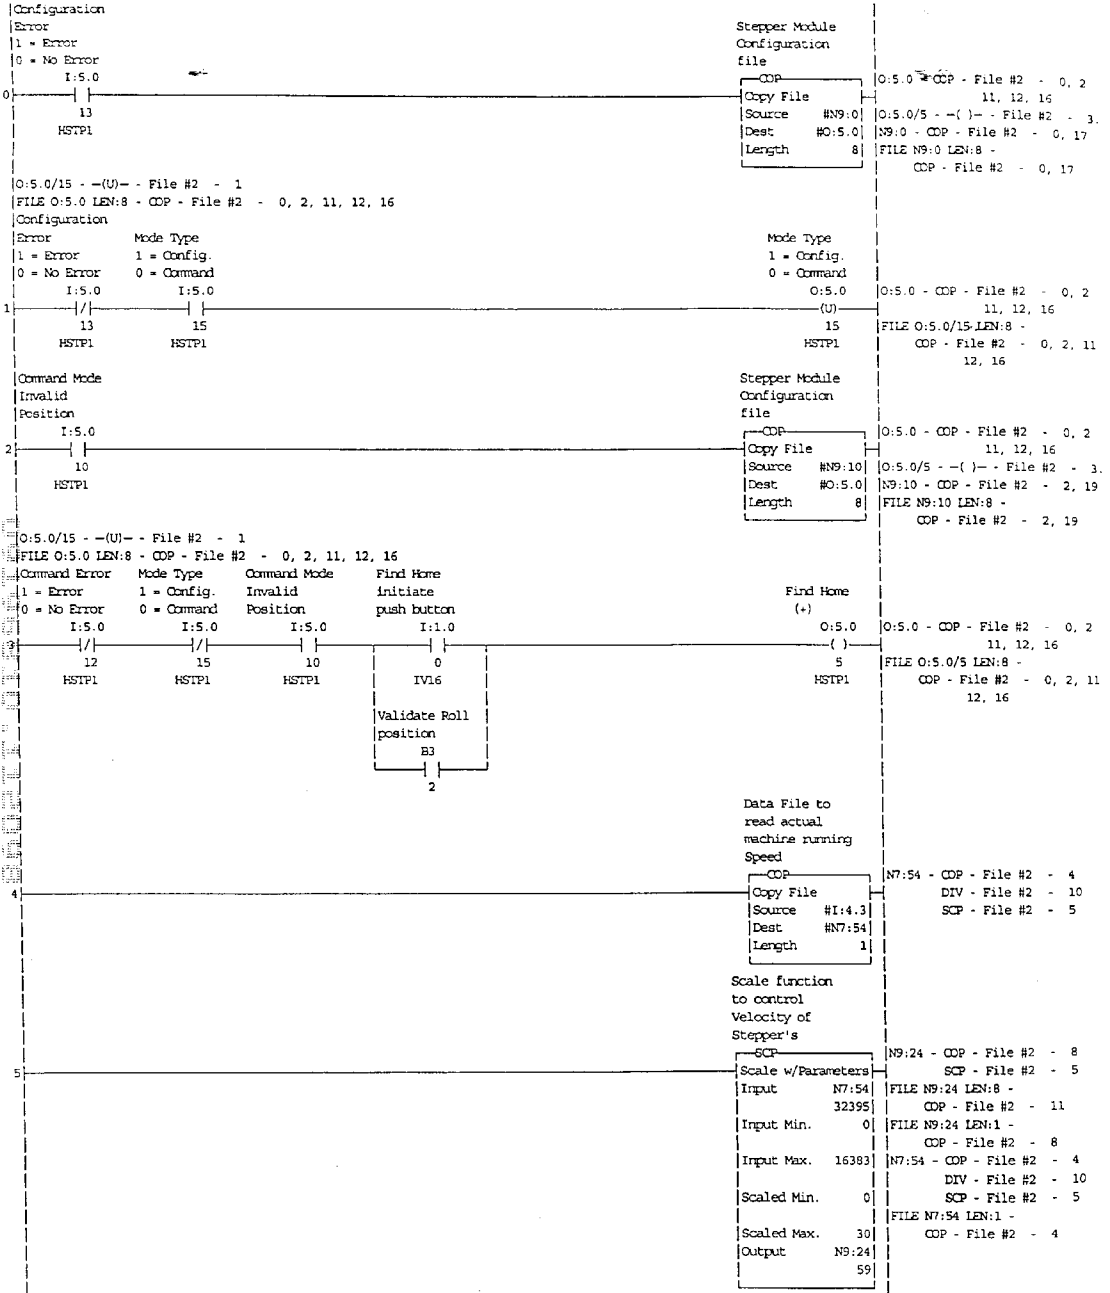 Configuration
Error
1 = Error
0 = No Error
I:5.0
13
HSTP1
0
Stepper Module
Configuration
file
COP
Copy File
Source #N9:0
Dest #O:5.0
Length 8
O:5.0 - COP - File #2 - 0, 2
11, 12, 16
O:5.0/5 - -( )- - File #2 - 3.
N9:0 - COP - File #2 - 0, 17
FILE N9:0 LEN:8 -
COP - File #2 - 0, 17
O:5.0/15 - -(U)- - File #2 - 1
FILE O:5.0 LEN:8 - COP - File #2 - 0, 2, 11, 12, 16
Configuration
Error Mode Type
1 = Error 1 = Config.
0 = No Error 0 = Command
I:5.0 I:5.0
1
13 15
HSTP1 HSTP1
Mode Type
1 = Config.
0 = Command
O:5.0
(U)
15
HSTP1
O:5.0 - COP - File #2 - 0, 2
11, 12, 16
FILE O:5.0/15 LEN:8 -
COP - File #2 - 0, 2, 11
12, 16
Command Mode
Invalid
Position
I:5.0
2
10
HSTP1
Stepper Module
Configuration
file
COP
Copy File
Source #N9:10
Dest #O:5.0
Length 8
O:5.0 - COP - File #2 - 0, 2
11, 12, 16
O:5.0/5 - -( )- - File #2 - 3.
N9:10 - COP - File #2 - 2, 19
FILE N9:10 LEN:8 -
COP - File #2 - 2, 19
O:5.0/15 - -(U)- - File #2 - 1
FILE O:5.0 LEN:8 - COP - File #2 - 0, 2, 11, 12, 16
Command Error Mode Type Command Mode Find Home
1 = Error 1 = Config. Invalid initiate
0 = No Error 0 = Command Position push button
I:5.0 I:5.0 I:5.0 I:1.0
3
12 15 10 0
HSTP1 HSTP1 HSTP1 IV16
Validate Roll
position
B3
2
Find Home
(+)
O:5.0
( )
5
HSTP1
O:5.0 - COP - File #2 - 0, 2
11, 12, 16
FILE O:5.0/5 LEN:8 -
COP - File #2 - 0, 2, 11
12, 16
Data File to
read actual
machine running
Speed
COP
4
Copy File
Source #I:4.3
Dest #N7:54
Length 1
N7:54 - COP - File #2 - 4
DIV - File #2 - 10
SCP - File #2 - 5
Scale function
to control
Velocity of
Stepper's
SCP
5
Scale w/Parameters
Input N7:54
32395
Input Min. 0
Input Max. 16383
Scaled Min. 0
Scaled Max. 30
Output N9:24
59
N9:24 - COP - File #2 - 8
SCP - File #2 - 5
FILE N9:24 LEN:8 -
COP - File #2 - 11
FILE N9:24 LEN:1 -
COP - File #2 - 8
N7:54 - COP - File #2 - 4
DIV - File #2 - 10
SCP - File #2 - 5
FILE N7:54 LEN:1 -
COP - File #2 - 4